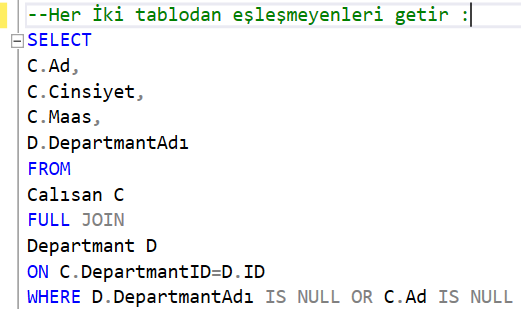 --Her İki tablodan eşleşmeyenleri getir :
SELECT
C.Ad,
C.Cinsiyet,
C.Maas,
D.DepartmantAdı
FROM
Calısan C
FULL JOIN
Departmant D
ON C.DepartmantID=D.ID
WHERE D.DepartmantAdı IS NULL OR C.Ad IS NULL